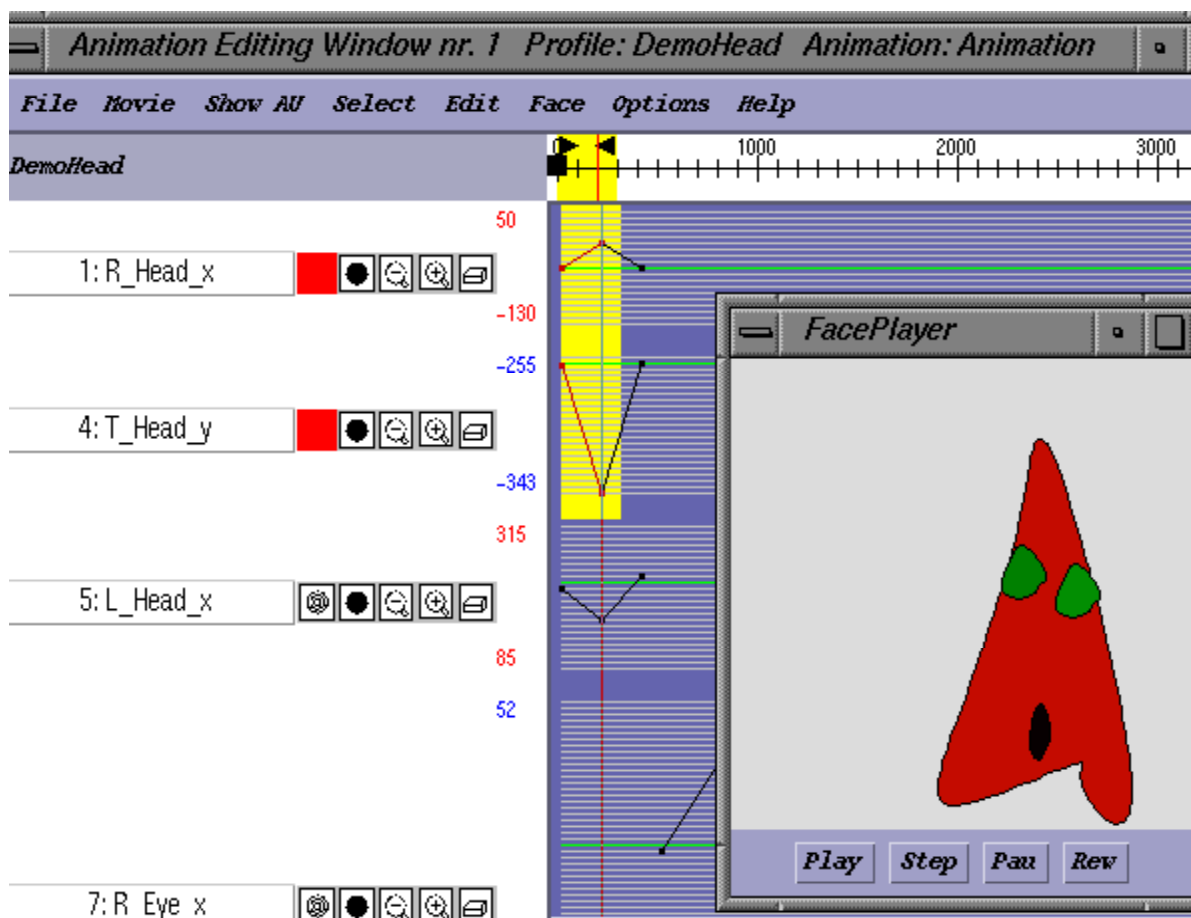 Animation Editing Window nr. 1 Profile: DemoHead Animation: Animation
File Movie Show AU Select Edit Face Options Help
DemoHead
0 1000 2000 3000
50
1: R_Head_x
-130
-255
4: T_Head_y
-343
315
5: L_Head_x
85
52
7: R_Eye_x
FacePlayer
Play Step Pau Rew